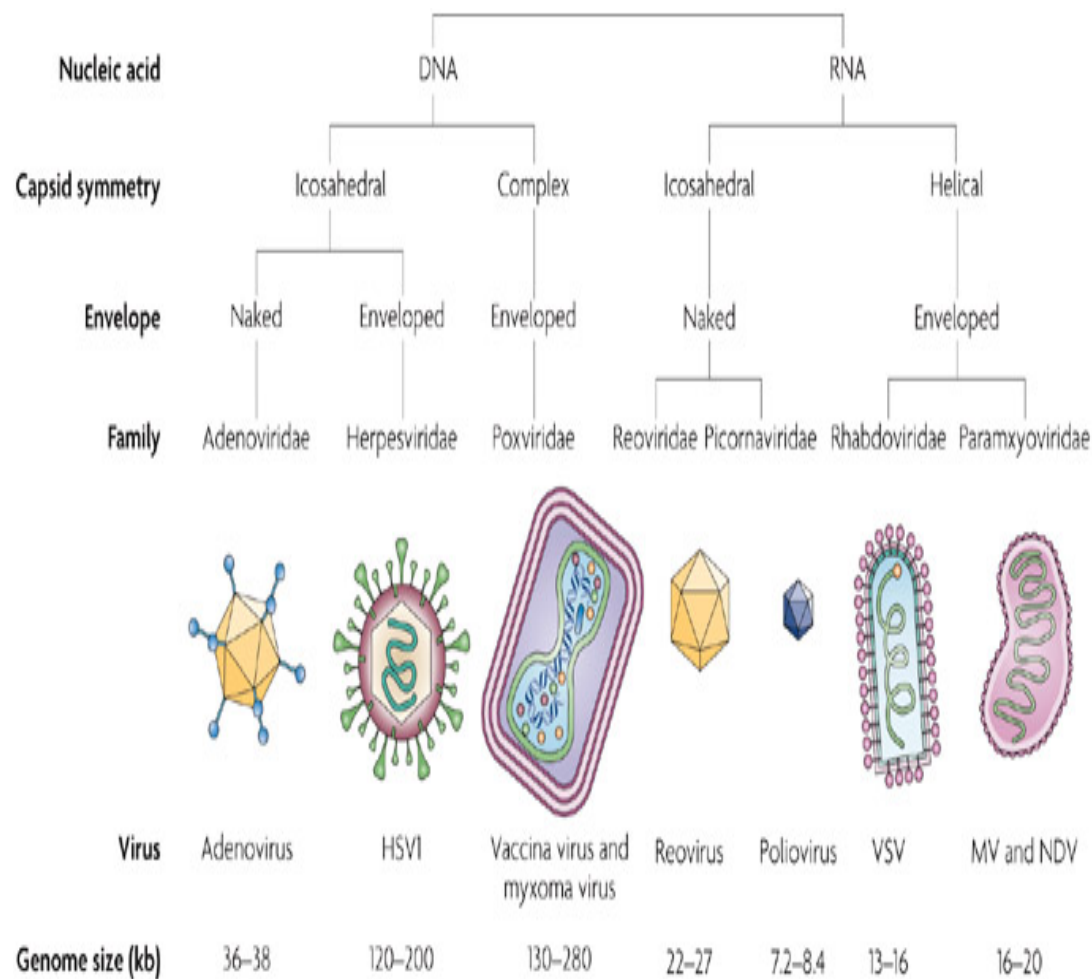 Nucleic acid DNA RNA
Capsid symmetry Icosahedral Complex Icosahedral Helical
Envelope Naked Enveloped Enveloped Naked Enveloped
Family Adenoviridae Herpesviridae Poxviridae Reoviridae Picornaviridae Rhabdoviridae Paramxyoviridae
Virus Adenovirus HSV1 Vaccina virus and Reovirus Poliovirus VSV MV and NDV
myxoma virus
Genome size (kb) 36–38 120–200 130–280 22–27 7.2–8.4 13–16 16–20